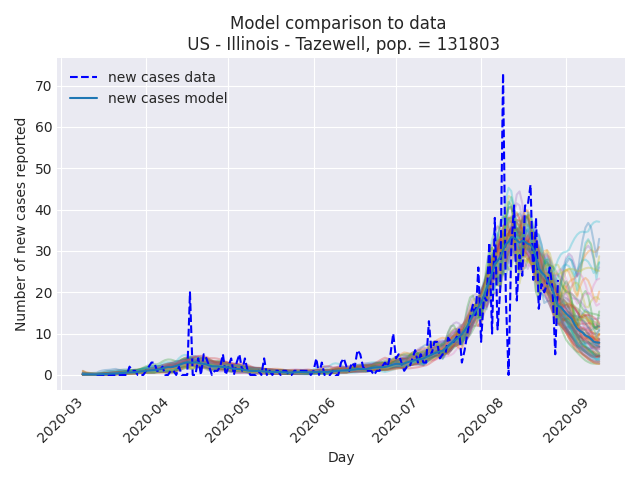 Model comparison to data
US - Illinois - Tazewell, pop. = 131803
new cases data
new cases model
Number of new cases reported
70
60
50
40
30
20
10
0
2020-03
2020-04
2020-05
2020-06
2020-07
2020-08
2020-09
Day